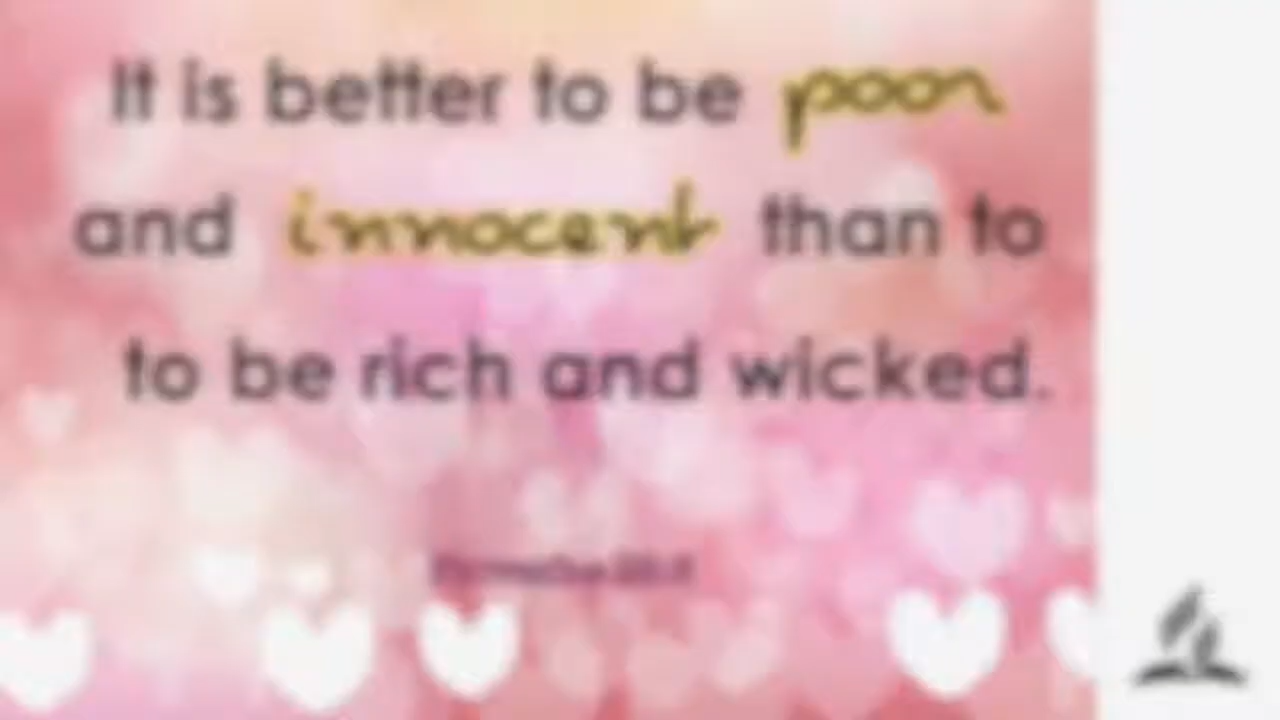 It is better to be poor
and innocent than to
to be rich and wicked.